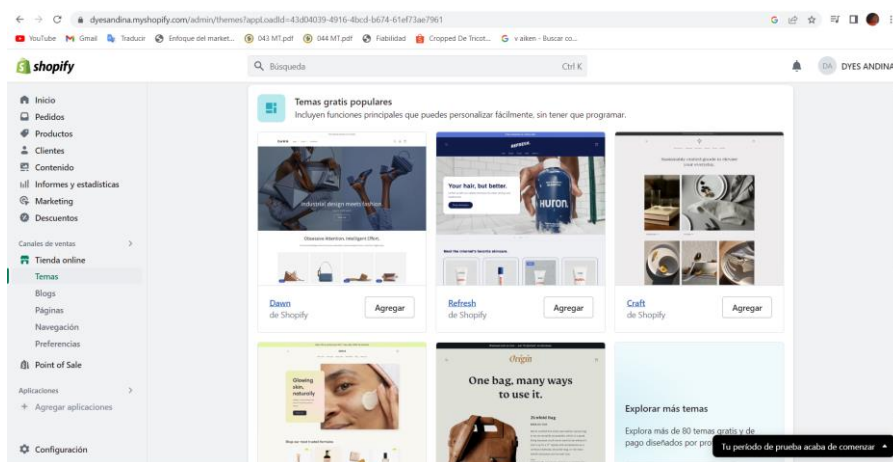 dyesandina.myshopify.com/admin/themes?appLoadId=43d04039-4916-4bcd-b674-61ef73ae7961
YouTube Gmail Traducir Enfoque del market... 043 MT.pdf 044 MT.pdf Fiabilidad Cropped De Tricot... v aiken - Buscar co...
shopify
Búsqueda
Ctrl K
DA DYES ANDINA
Inicio
Pedidos
Productos
Clientes
Contenido
Informes y estadísticas
Marketing
Descuentos
Canales de ventas
Tienda online
Temas
Blogs
Páginas
Navegación
Preferencias
Point of Sale
Aplicaciones
Agregar aplicaciones
Configuración
Temas gratis populares
Incluyen funciones principales que puedes personalizar fácilmente, sin tener que programar.
Industrial design meets fashion
Obsessive Attention. Intelligent Effort.
Dawn
de Shopify
Agregar
REFRESH
Your hair, but better.
HURON
Refresh
de Shopify
Agregar
Craft
de Shopify
Agregar
Glowing
skin,
naturally
Origin
One bag, many ways
to use it.
Explorar más temas
Explora más de 80 temas gratis y de
pago diseñados por pro
Tu período de prueba acaba de comenzar